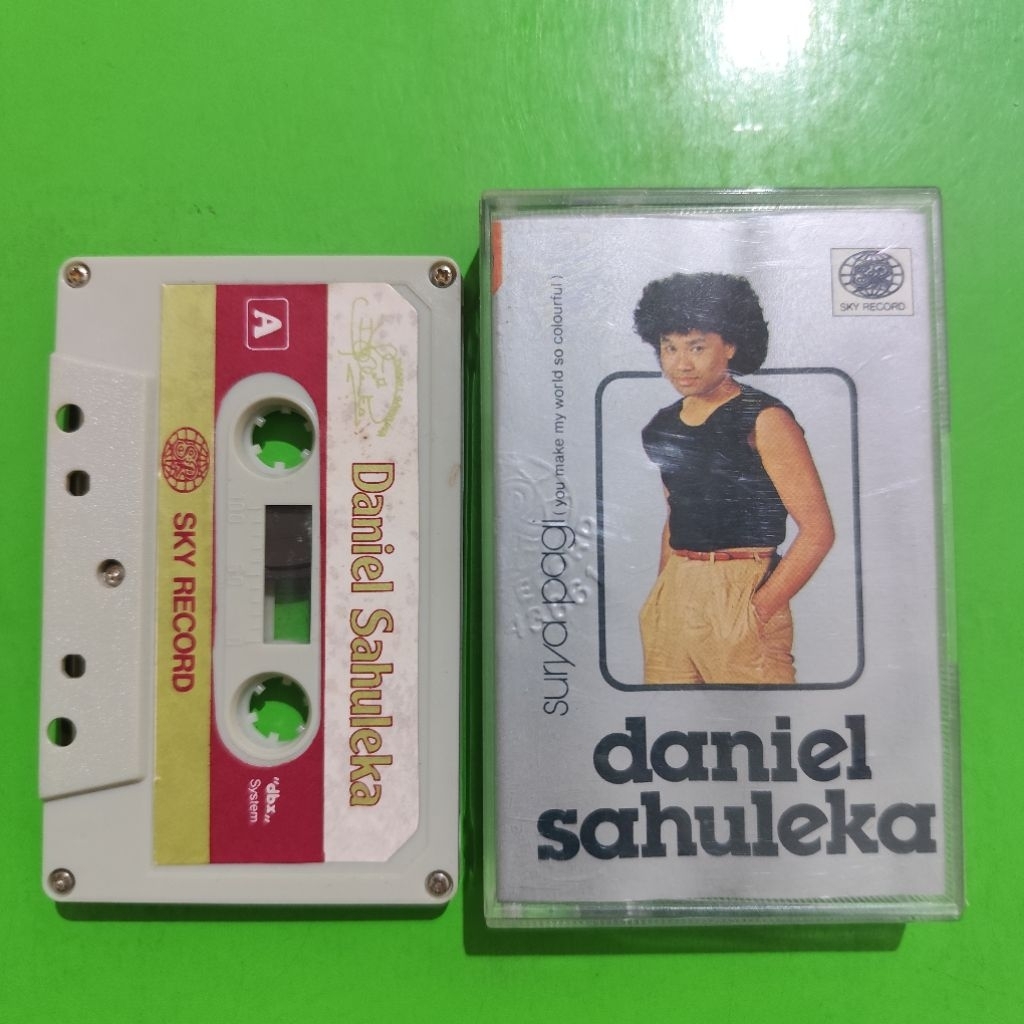 A
Daniel Sahuleka
SKY RECORD
"dbx"
System
SKY RECORD
surya pagi (you make my world so colourful)
daniel
sahuleka